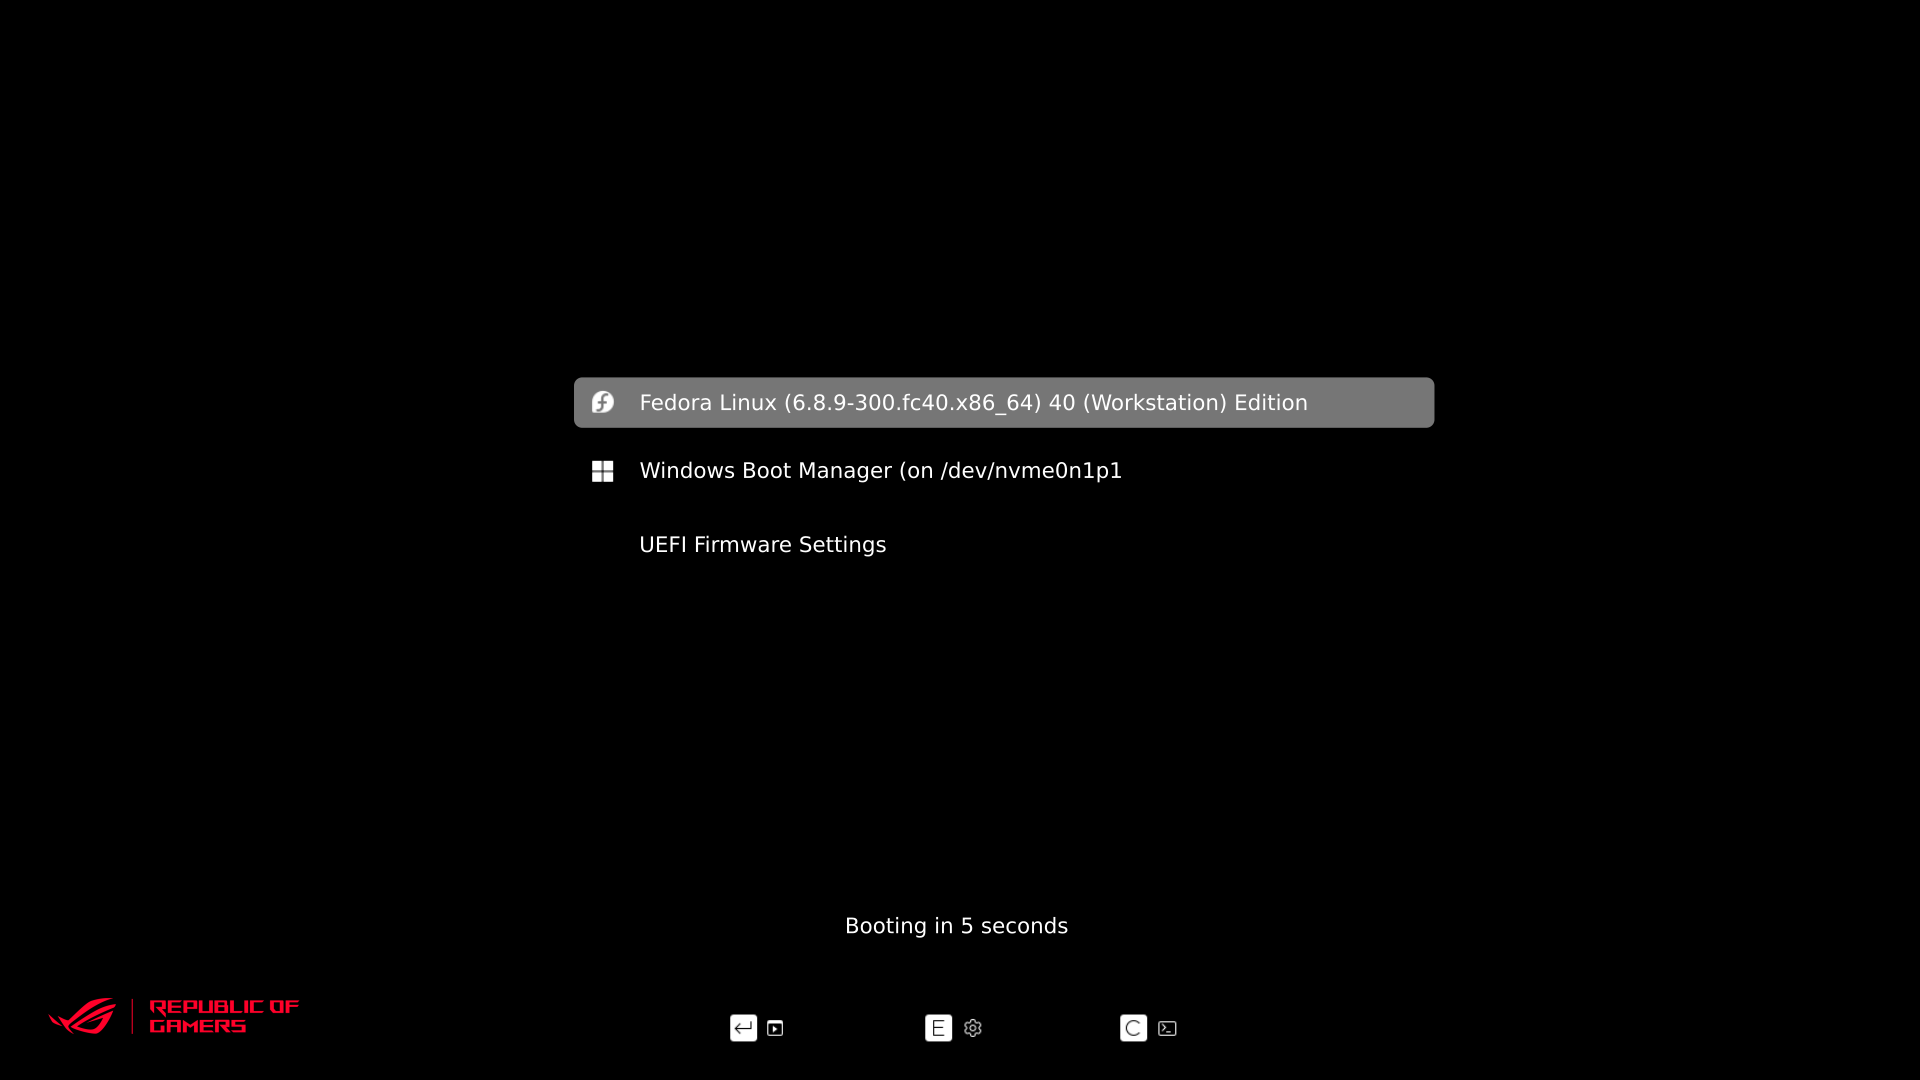 Fedora Linux (6.8.9-300.fc40.x86_64) 40 (Workstation) Edition
Windows Boot Manager (on /dev/nvme0n1p1
UEFI Firmware Settings
Booting in 5 seconds
REPUBLIC OF
GAMERS
E
C